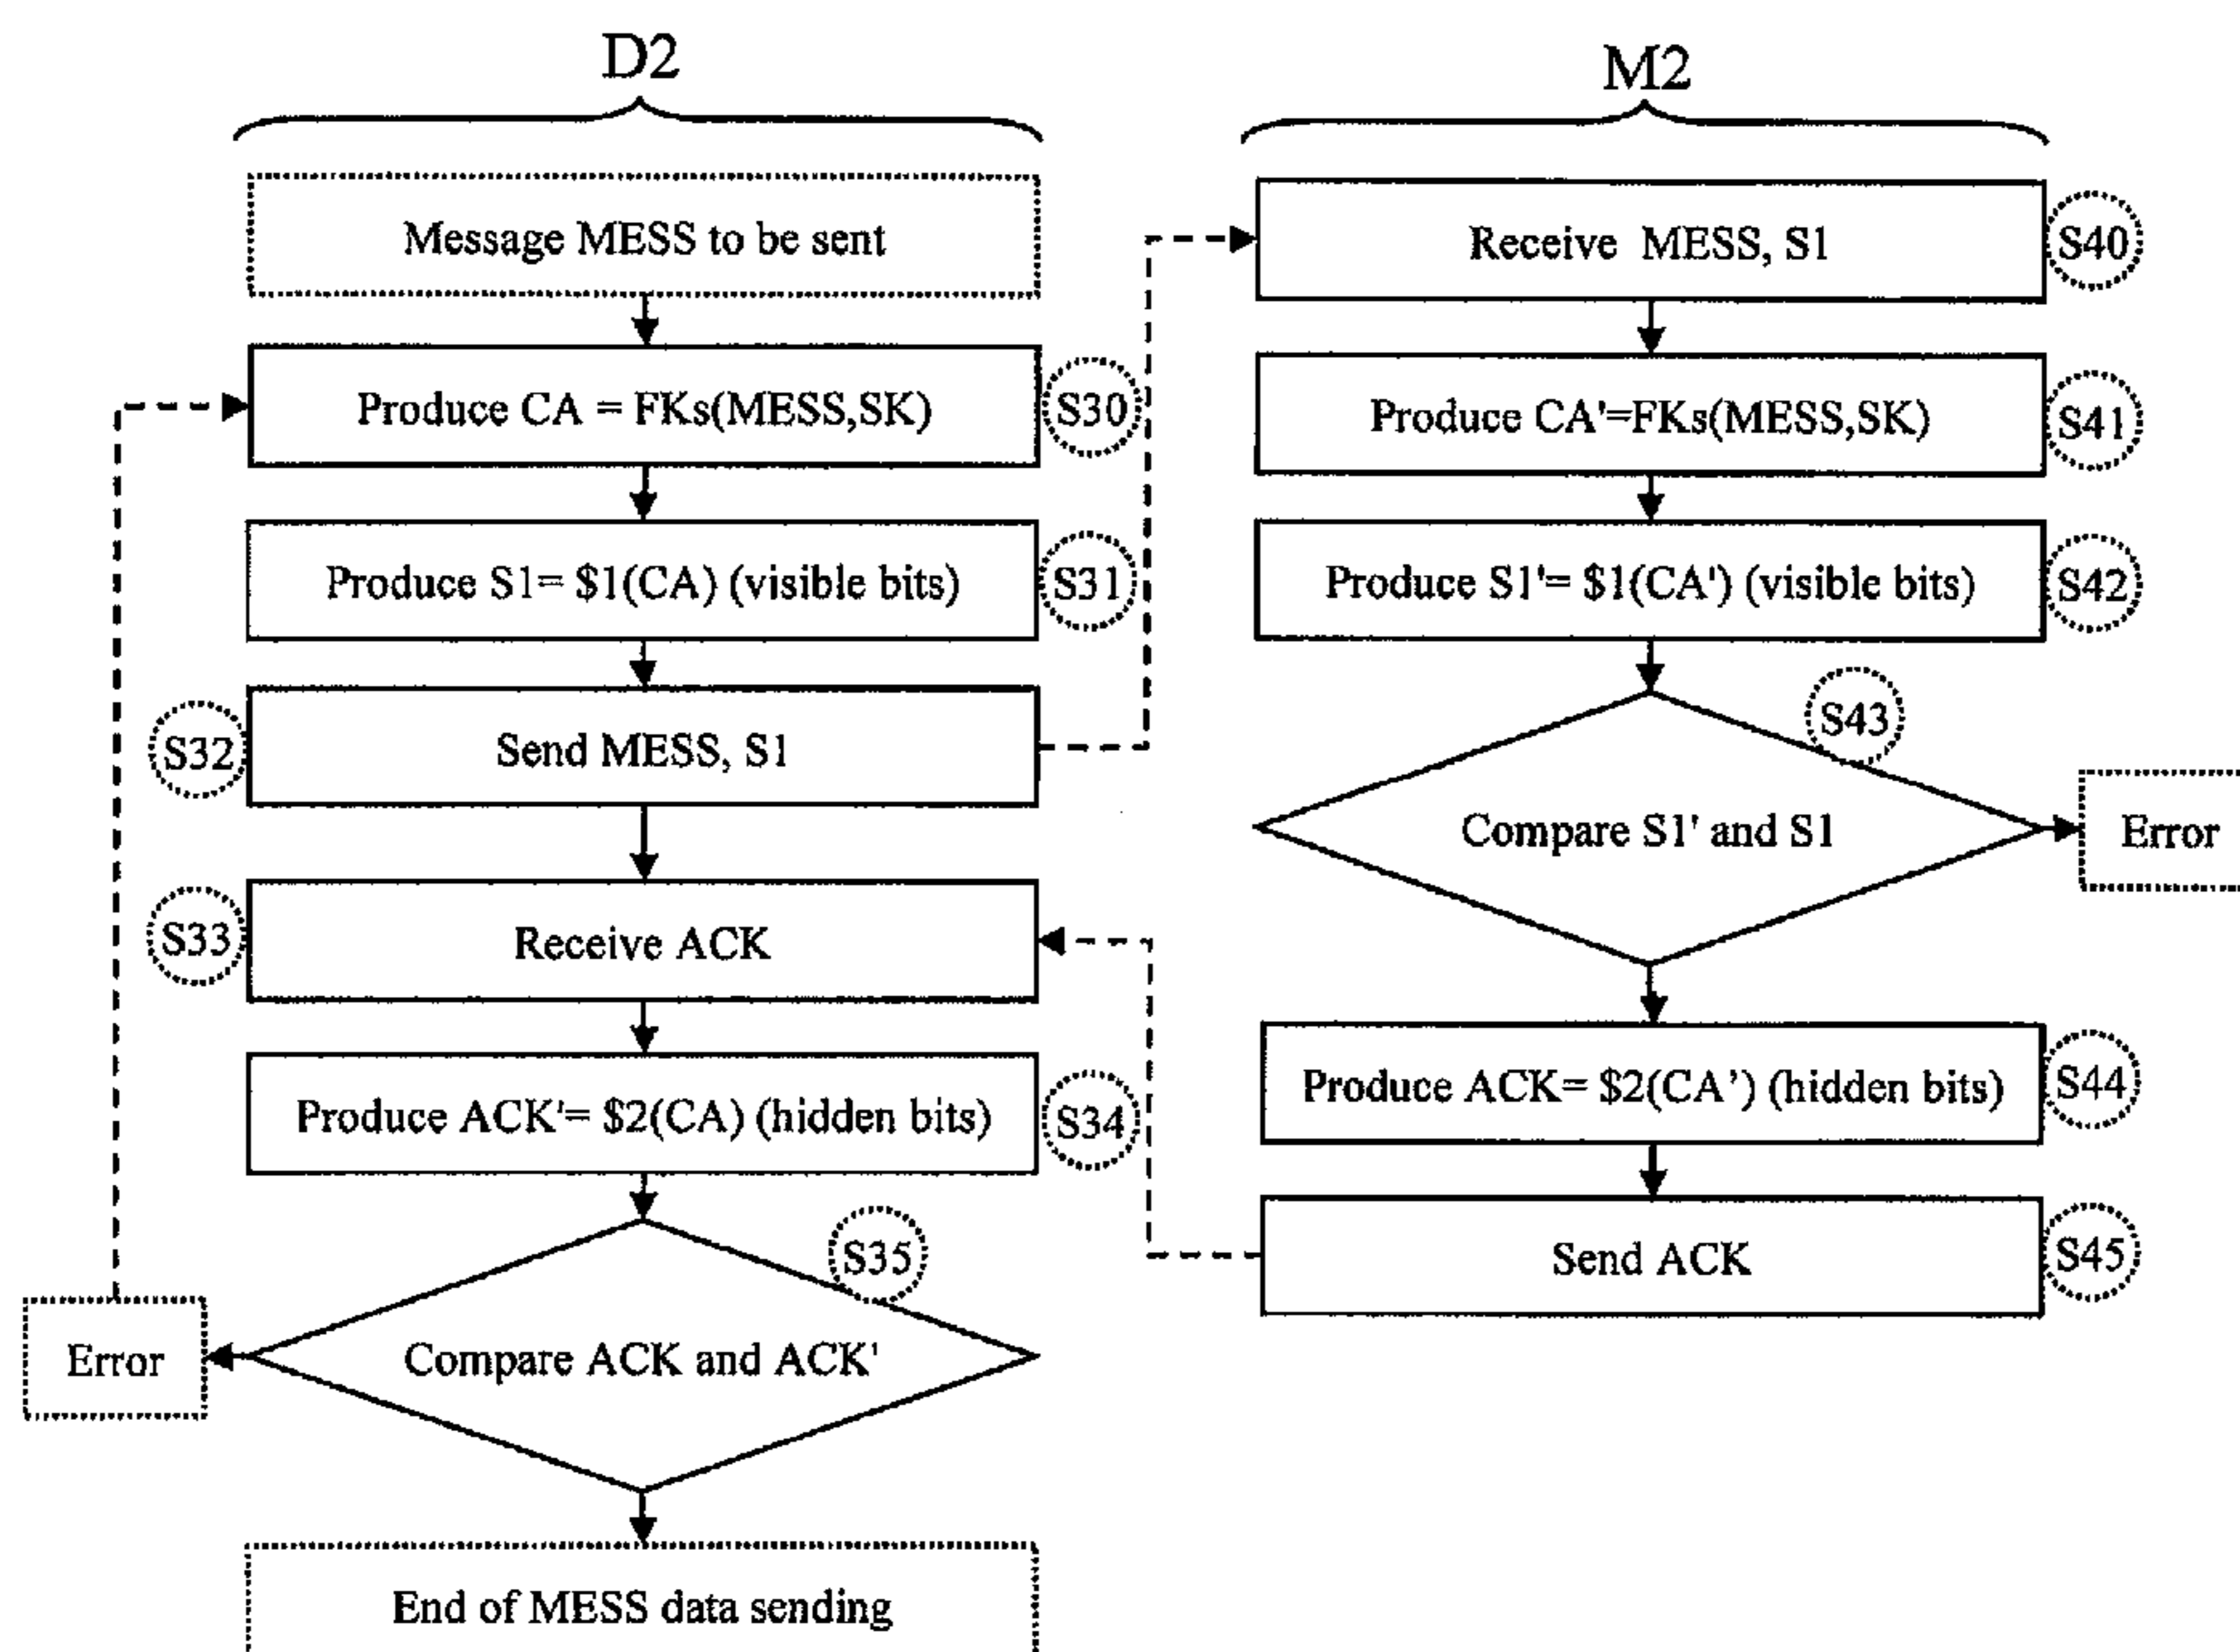 D2
Message MESS to be sent
Produce CA = FKs(MESS,SK)
S30
Produce S1= $1(CA) (visible bits)
S31
S32
Send MESS, S1
S33
Receive ACK
Produce ACK'= $2(CA) (hidden bits)
S34
S35
Compare ACK and ACK'
Error
End of MESS data sending
M2
Receive MESS, S1
S40
Produce CA'=FKs(MESS,SK)
S41
Produce S1'= $1(CA') (visible bits)
S42
S43
Compare S1' and S1
Error
Produce ACK= $2(CA’) (hidden bits)
S44
Send ACK
S45